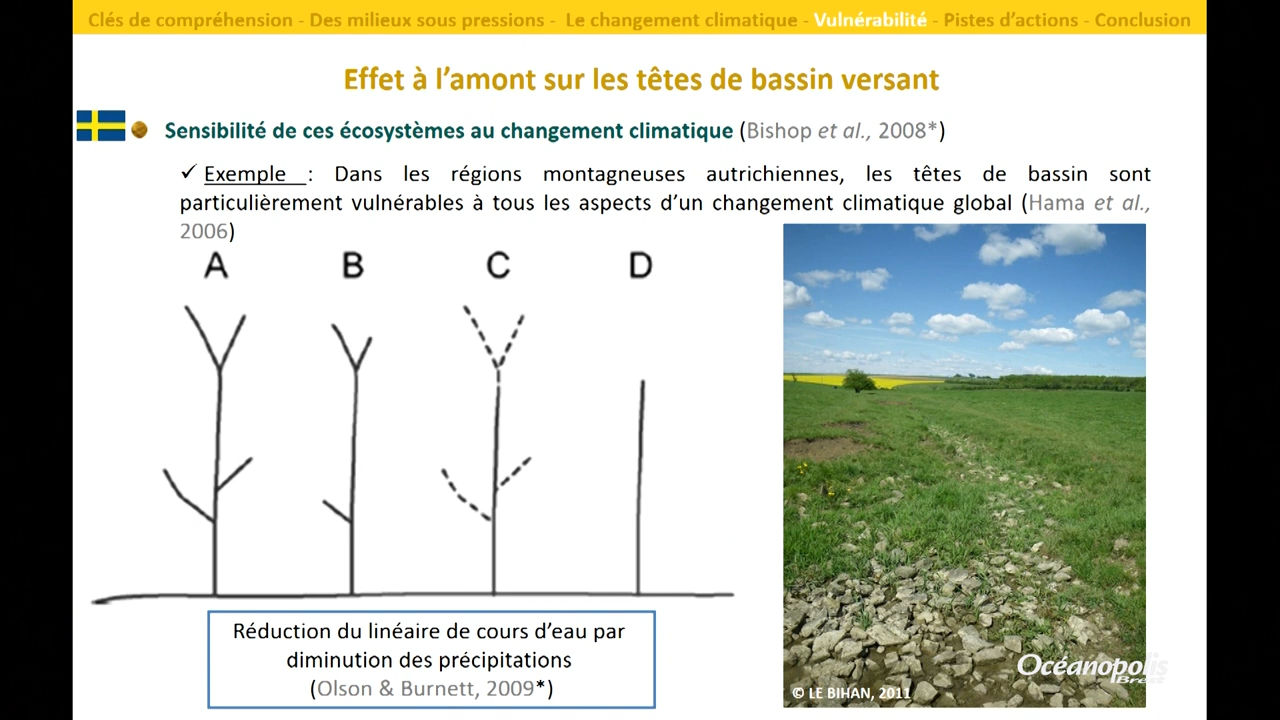 Clés de compréhension - Des milieux sous pressions - Le changement climatique - Vulnérabilité - Pistes d'actions - Conclusion
Effet à l'amont sur les têtes de bassin versant
Sensibilité de ces écosystèmes au changement climatique (Bishop et al., 2008*)
✓ Exemple : Dans les régions montagneuses autrichiennes, les têtes de bassin sont
particulièrement vulnérables à tous les aspects d'un changement climatique global (Hama et al.,
2006)
A B C D
Réduction du linéaire de cours d'eau par
diminution des précipitations
(Olson & Burnett, 2009*)
© LE BIHAN, 2011
Océanopolis
Brest